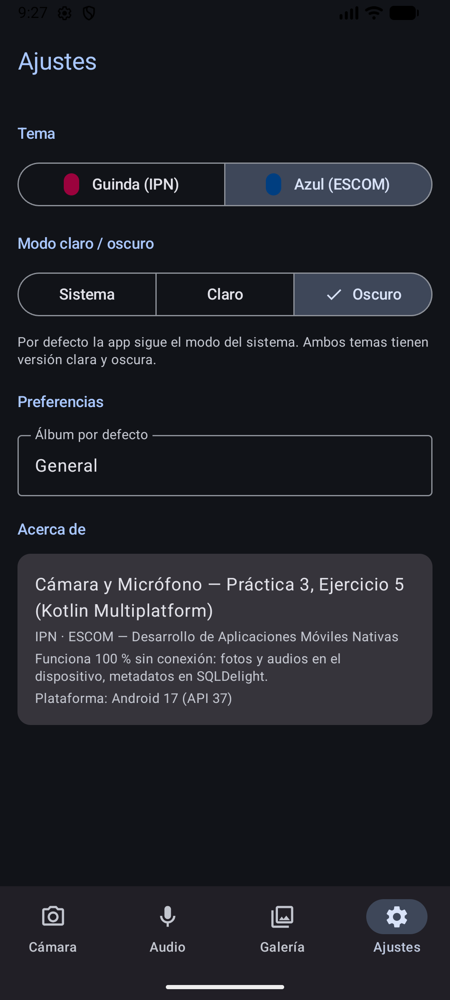 9:27
Ajustes
Tema
Guinda (IPN)
Azul (ESCOM)
Modo claro / oscuro
Sistema
Claro
Oscuro
Por defecto la app sigue el modo del sistema. Ambos temas tienen
versión clara y oscura.
Preferencias
Álbum por defecto
General
Acerca de
Cámara y Micrófono — Práctica 3, Ejercicio 5
(Kotlin Multiplatform)
IPN · ESCOM — Desarrollo de Aplicaciones Móviles Nativas
Funciona 100 % sin conexión: fotos y audios en el
dispositivo, metadatos en SQLDelight.
Plataforma: Android 17 (API 37)
Cámara
Audio
Galería
Ajustes